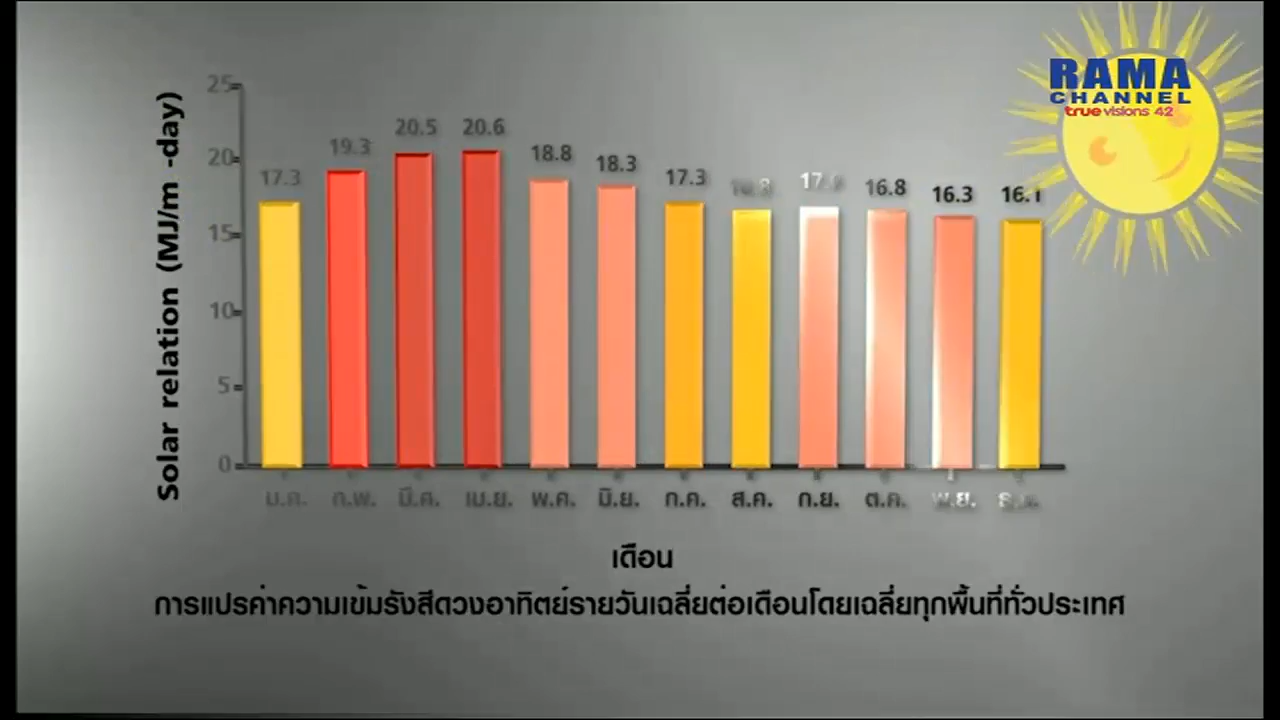 RAMA
CHANNEL
truevisions 42
Solar relation (MJ/m -day)
25
20
15
10
5
0
17.3
19.3
20.5
20.6
18.8
18.3
17.3
16.8
16.3
16.1
ม.ค.
ก.พ.
มี.ค.
เม.ย.
พ.ค.
มิ.ย.
ก.ค.
ส.ค.
ก.ย.
ต.ค.
พ.ย.
เดือน
การแปรค่าความเข้มรังสีดวงอาทิตย์รายวันเฉลี่ยต่อเดือนโดยเฉลี่ยทุกพื้นที่ทั่วประเทศ